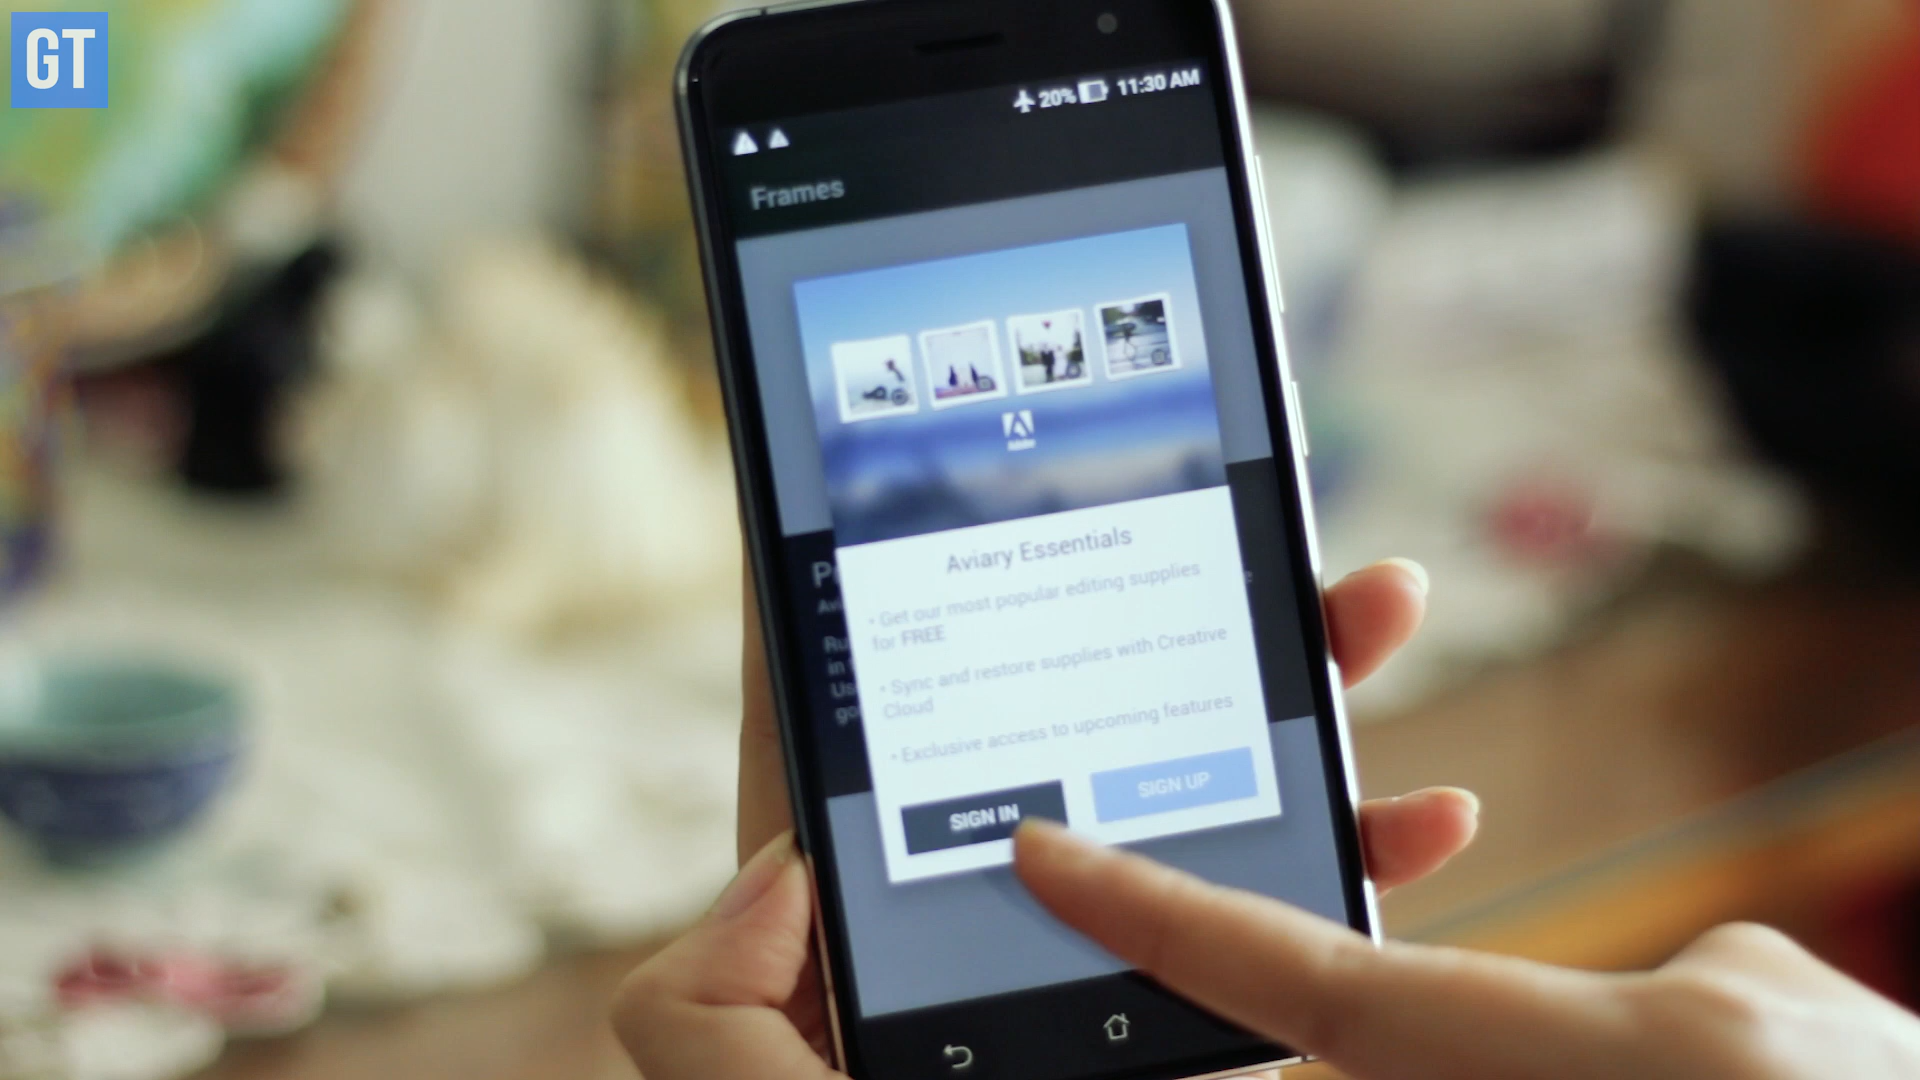 GT
20% 11:30 AM
Frames
Adobe
Aviary Essentials
• Get our most popular editing supplies
for FREE
• Sync and restore supplies with Creative
Cloud
• Exclusive access to upcoming features
SIGN IN
SIGN UP